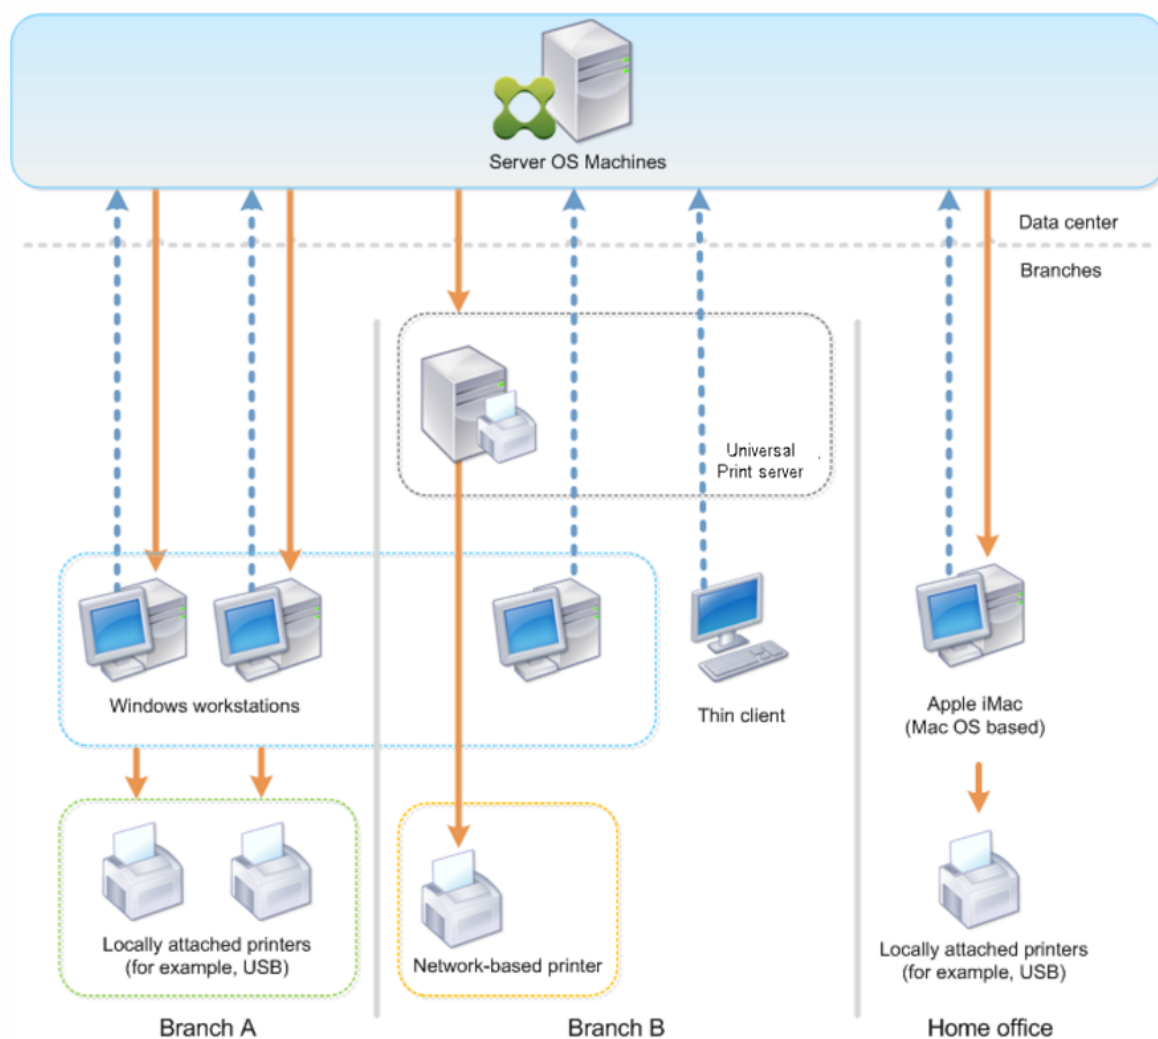 Server OS Machines
Data center
Branches
Universal
Print server
Windows workstations
Thin client
Apple iMac
(Mac OS based)
Locally attached printers
(for example, USB)
Network-based printer
Locally attached printers
(for example, USB)
Branch A
Branch B
Home office